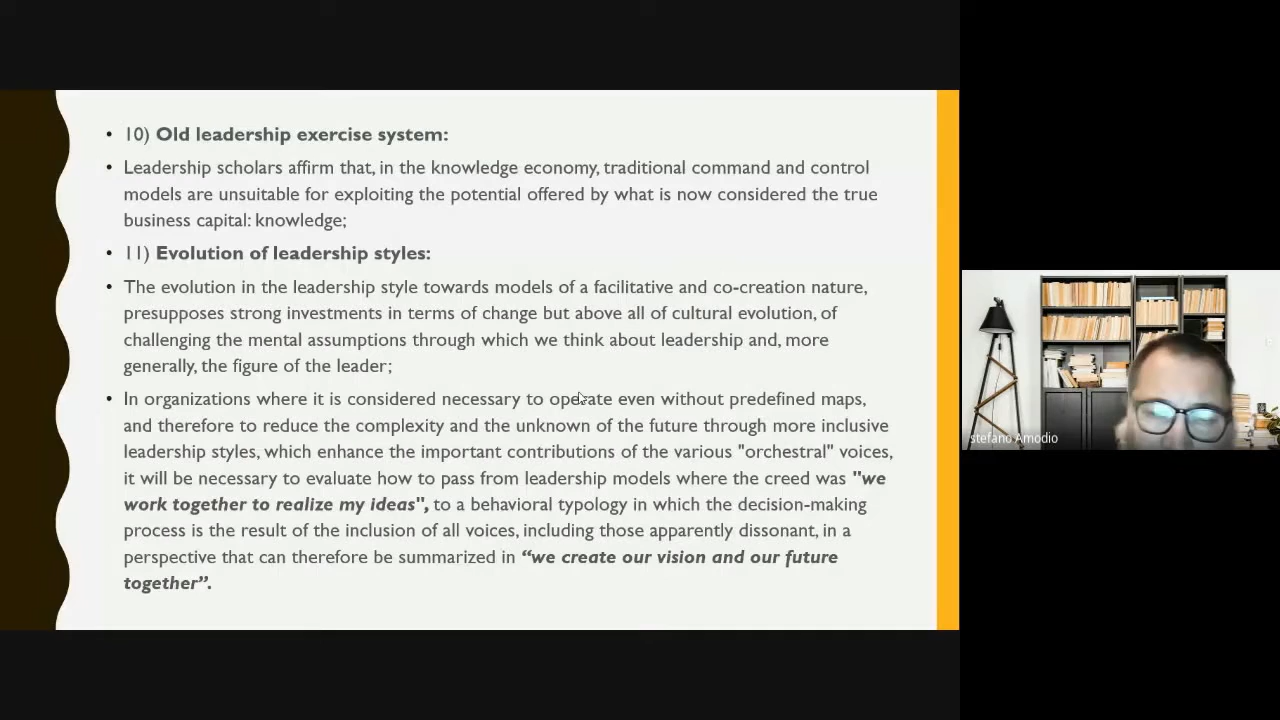 • 10) Old leadership exercise system:
• Leadership scholars affirm that, in the knowledge economy, traditional command and control
models are unsuitable for exploiting the potential offered by what is now considered the true
business capital: knowledge;
• 11) Evolution of leadership styles:
• The evolution in the leadership style towards models of a facilitative and co-creation nature,
presupposes strong investments in terms of change but above all of cultural evolution, of
challenging the mental assumptions through which we think about leadership and, more
generally, the figure of the leader;
• In organizations where it is considered necessary to operate even without predefined maps,
and therefore to reduce the complexity and the unknown of the future through more inclusive
leadership styles, which enhance the important contributions of the various "orchestral" voices,
it will be necessary to evaluate how to pass from leadership models where the creed was "we
work together to realize my ideas", to a behavioral typology in which the decision-making
process is the result of the inclusion of all voices, including those apparently dissonant, in a
perspective that can therefore be summarized in “we create our vision and our future
together”.
stefano Amodio